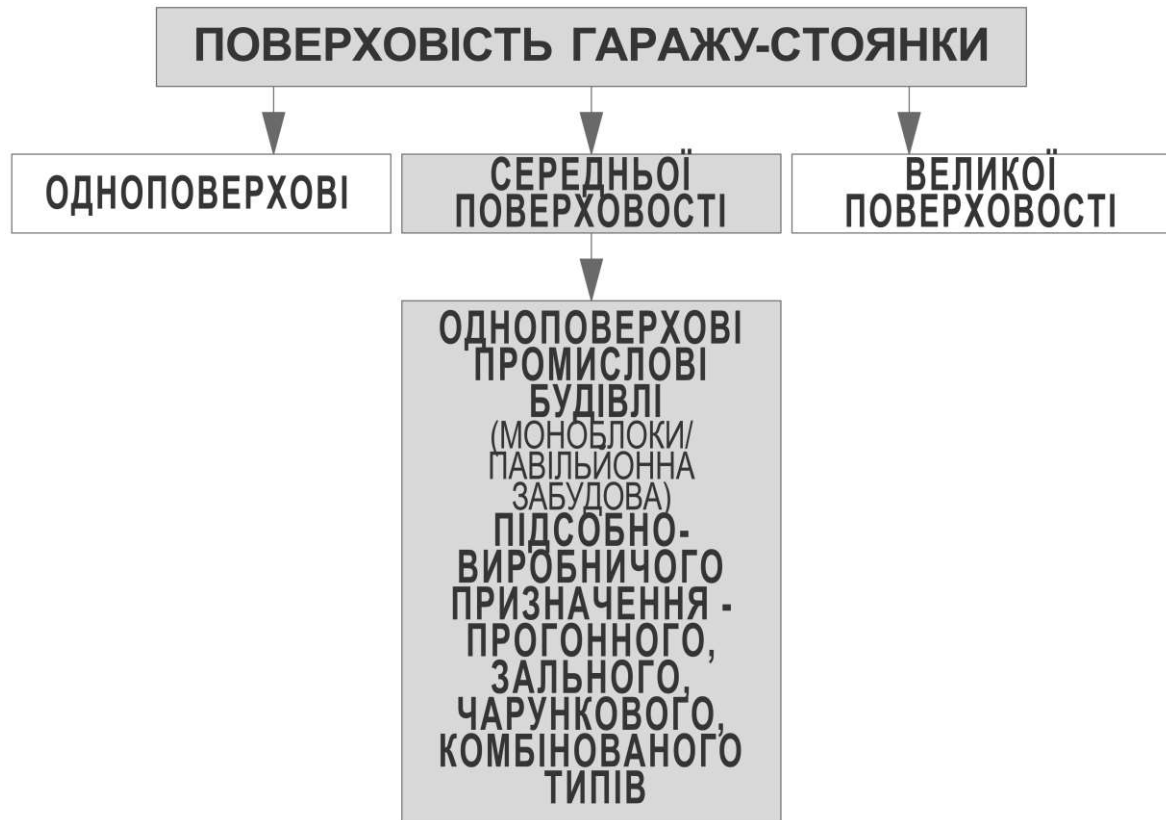 ПОВЕРХОВІСТЬ ГАРАЖУ-СТОЯНКИ
ОДНОПОВЕРХОВІ
СЕРЕДНЬОЇ
ПОВЕРХОВОСТІ
ВЕЛИКОЇ
ПОВЕРХОВОСТІ
ОДНОПОВЕРХОВІ
ПРОМИСЛОВІ
БУДІВЛІ
(МОНОБЛОКИ/
ПАВІЛЬЙОННА
ЗАБУДОВА)
ПІДСОБНО-
ВИРОБНИЧОГО
ПРИЗНАЧЕННЯ -
ПРОГОННОГО,
ЗАЛЬНОГО,
ЧАРУНКОВОГО,
КОМБІНОВАНОГО
ТИПІВ